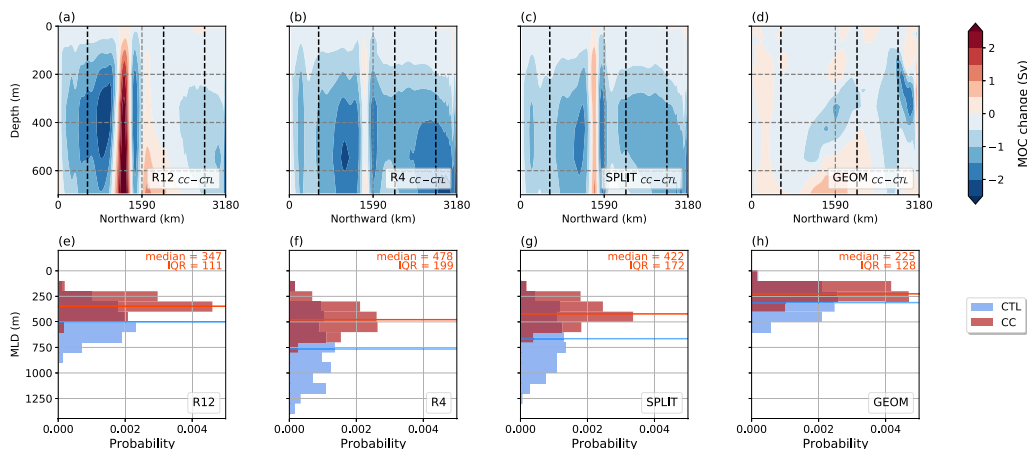 (a) (b) (c) (d)
0
200
400
600
Depth (m)
R12 CC−CTL R4 CC−CTL SPLIT CC−CTL GEOM CC−CTL
0 1590 3180 0 1590 3180 0 1590 3180 0 1590 3180
Northward (km) Northward (km) Northward (km) Northward (km)
2
1
0
−1
−2
MOC change (Sv)
(e) (f) (g) (h)
median = 347 median = 478 median = 422 median = 225
IQR = 111 IQR = 199 IQR = 172 IQR = 128
0
250
500
750
1000
1250
MLD (m)
CTL
CC
R12 R4 SPLIT GEOM
0.000 0.002 0.004 0.000 0.002 0.004 0.000 0.002 0.004 0.000 0.002 0.004
Probability Probability Probability Probability